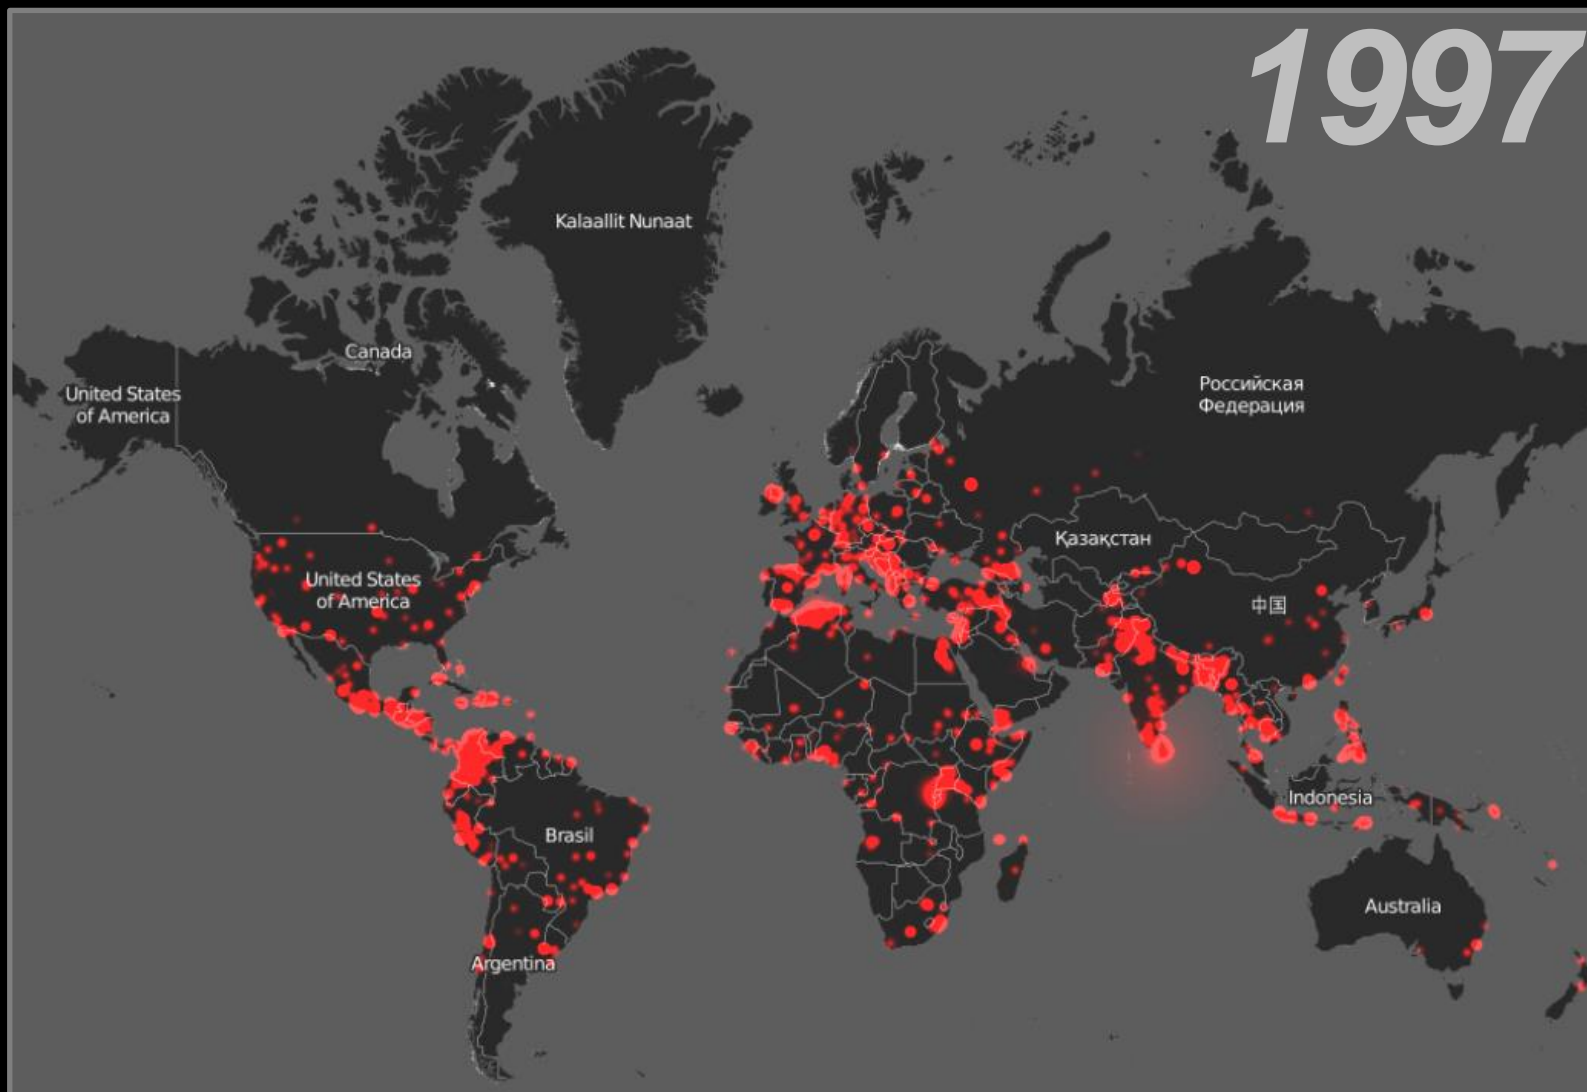 1997
Kalaallit Nunaat
Canada
United States
of America
Российская
Федерация
Қазақстан
United States
of America
中国
Indonesia
Brasil
Australia
Argentina